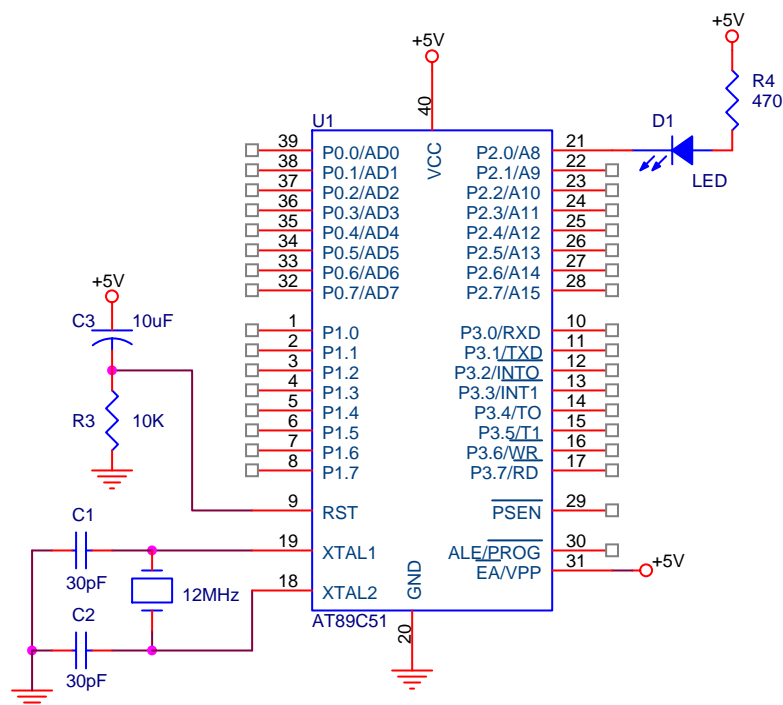 +5V
+5V
R4
470
40
U1
D1
LED
VCC
39 P0.0/AD0
38 P0.1/AD1
37 P0.2/AD2
36 P0.3/AD3
35 P0.4/AD4
34 P0.5/AD5
33 P0.6/AD6
32 P0.7/AD7
P2.0/A8 21
P2.1/A9 22
P2.2/A10 23
P2.3/A11 24
P2.4/A12 25
P2.5/A13 26
P2.6/A14 27
P2.7/A15 28
+5V
C3 10uF
R3 10K
1 P1.0
2 P1.1
3 P1.2
4 P1.3
5 P1.4
6 P1.5
7 P1.6
8 P1.7
P3.0/RXD 10
P3.1/TXD 11
P3.2/INTO 12
P3.3/INT1 13
P3.4/TO 14
P3.5/T1 15
P3.6/WR 16
P3.7/RD 17
9 RST
PSEN 29
C1
30pF
19 XTAL1
ALE/PROG 30
EA/VPP 31
+5V
18 XTAL2
12MHz
C2
30pF
GND
AT89C51
20